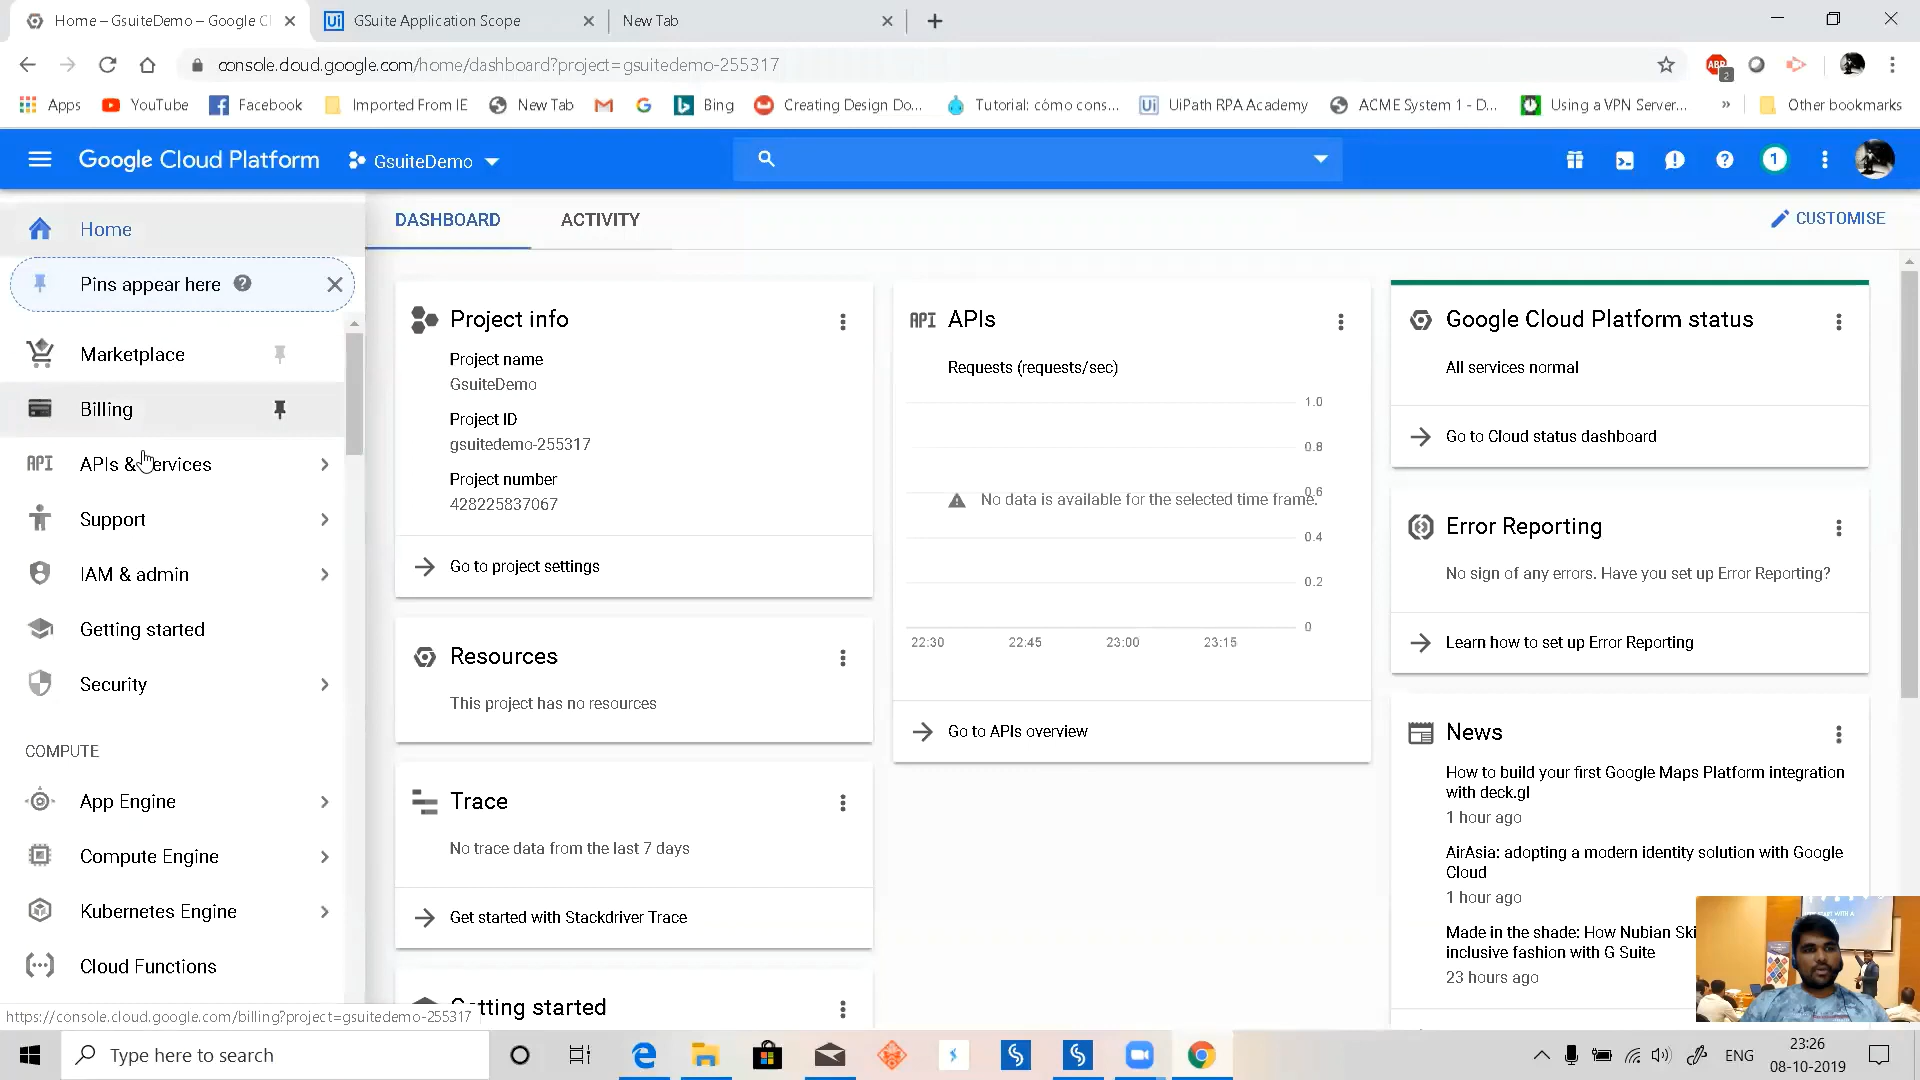 Home – GsuiteDemo – Google Cl
GSuite Application Scope
New Tab
console.cloud.google.com/home/dashboard?project=gsuitedemo-255317
ABP
2
Apps
YouTube
Facebook
Imported From IE
New Tab
Bing
Creating Design Do...
Tutorial: cómo cons...
UiPath RPA Academy
ACME System 1 - D...
Using a VPN Server...
Other bookmarks
Google Cloud Platform
GsuiteDemo
1
Home
Pins appear here
Marketplace
Billing
API
APIs & Services
Support
IAM & admin
Getting started
Security
COMPUTE
App Engine
Compute Engine
Kubernetes Engine
Cloud Functions
https://console.cloud.google.com/billing?project=gsuitedemo-255317
DASHBOARD
ACTIVITY
CUSTOMISE
Project info
Project name
GsuiteDemo
Project ID
gsuitedemo-255317
Project number
428225837067
Go to project settings
Resources
This project has no resources
Trace
No trace data from the last 7 days
Get started with Stackdriver Trace
Getting started
API APIs
Requests (requests/sec)
1.0
0.8
0.6
No data is available for the selected time frame.
0.4
0.2
0
22:30
22:45
23:00
23:15
Go to APIs overview
Google Cloud Platform status
All services normal
Go to Cloud status dashboard
Error Reporting
No sign of any errors. Have you set up Error Reporting?
Learn how to set up Error Reporting
News
How to build your first Google Maps Platform integration
with deck.gl
1 hour ago
AirAsia: adopting a modern identity solution with Google
Cloud
1 hour ago
Made in the shade: How Nubian Ski
inclusive fashion with G Suite
23 hours ago
Type here to search
ENG
23:26
08-10-2019